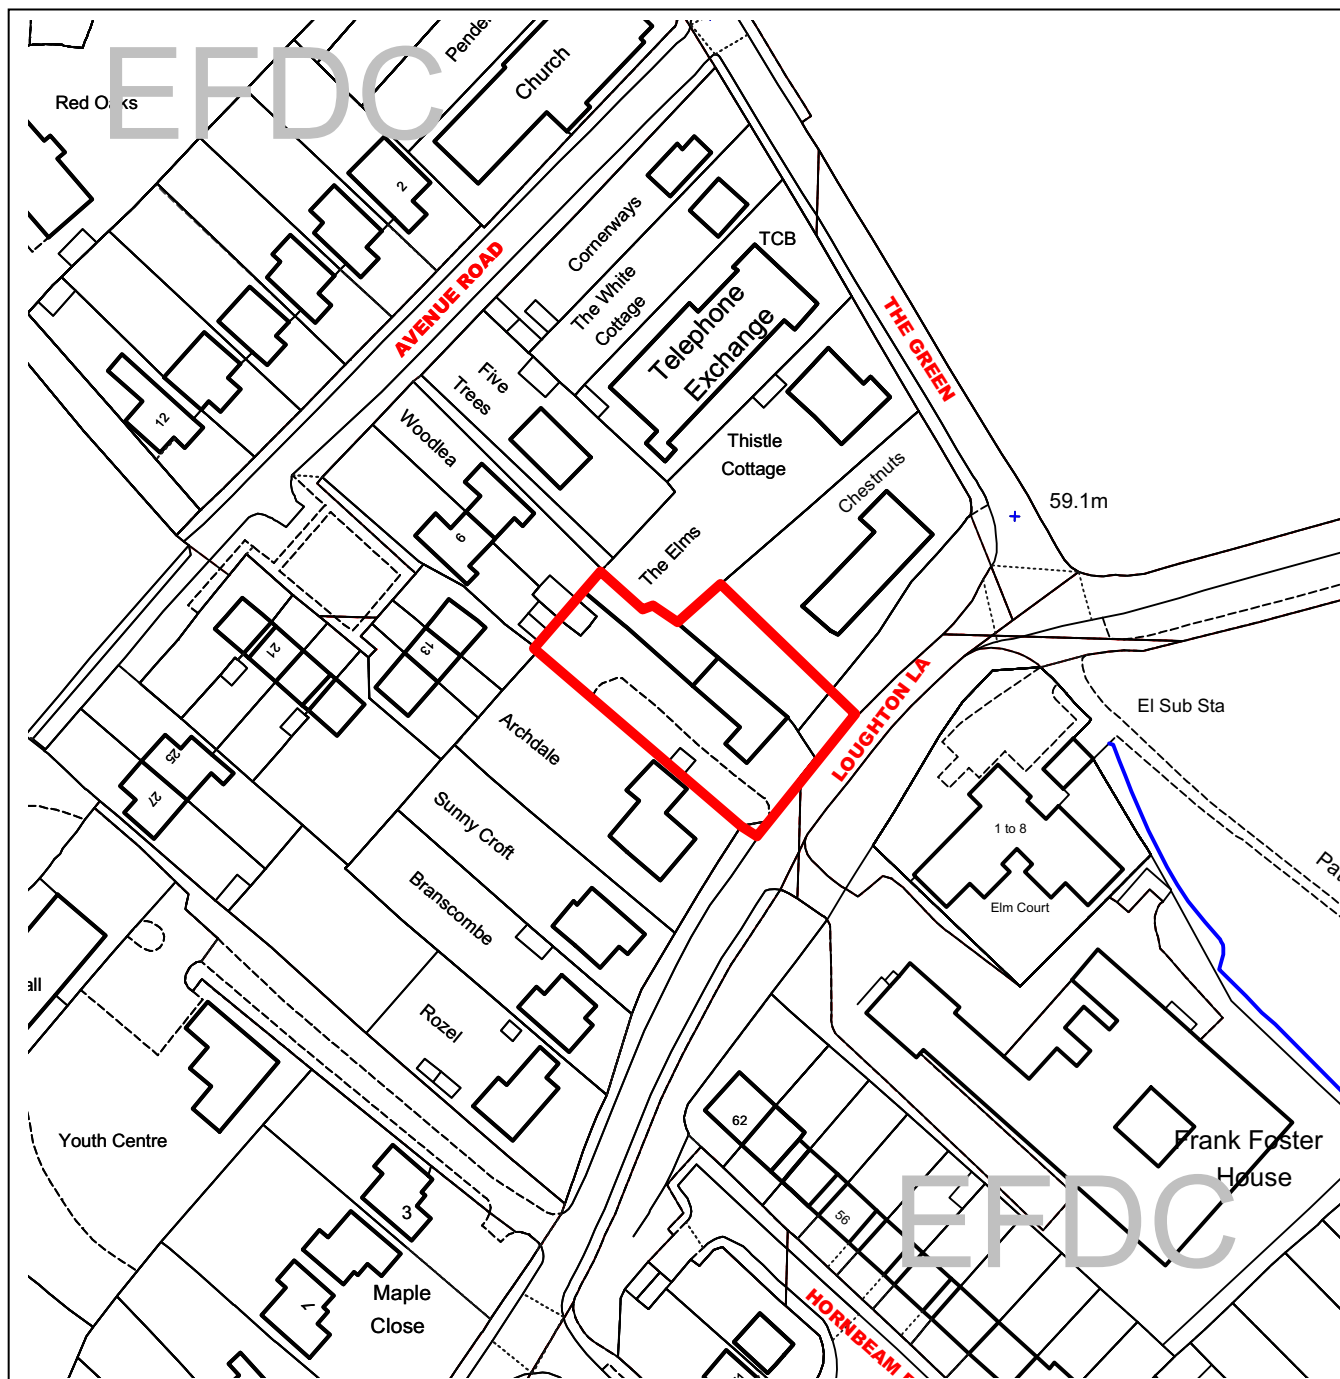 EFDC
Red Oaks
Church
2
Cornerways
TCB
AVENUE ROAD
The White
Cottage
Telephone
Exchange
THE GREEN
Five
Trees
Woodlea
12
Thistle
Cottage
Chestnuts
59.1m
9
The Elms
13
21
LOUGHTON LA
El Sub Sta
Archdale
25
27
Sunny Croft
1 to 8
Elm Court
Branscombe
Rozel
62
Youth Centre
Frank Foster
House
3
56
EFDC
7
Maple
Close
HORNBEAM